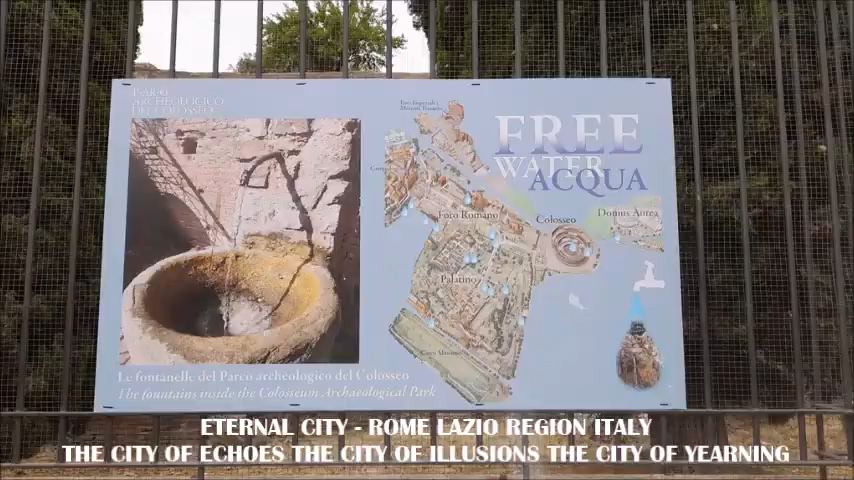 PARCO
ARCHEOLOGICO
DEL COLOSSEO
FREE
WATER
ACQUA
Foro Romano
Colosseo
Domus Aurea
Palatino
Circo Massimo
Le fontanelle del Parco archeologico del Colosseo
The fountains inside the Colosseum Archaeological Park
ETERNAL CITY - ROME LAZIO REGION ITALY
THE CITY OF ECHOES THE CITY OF ILLUSIONS THE CITY OF YEARNING